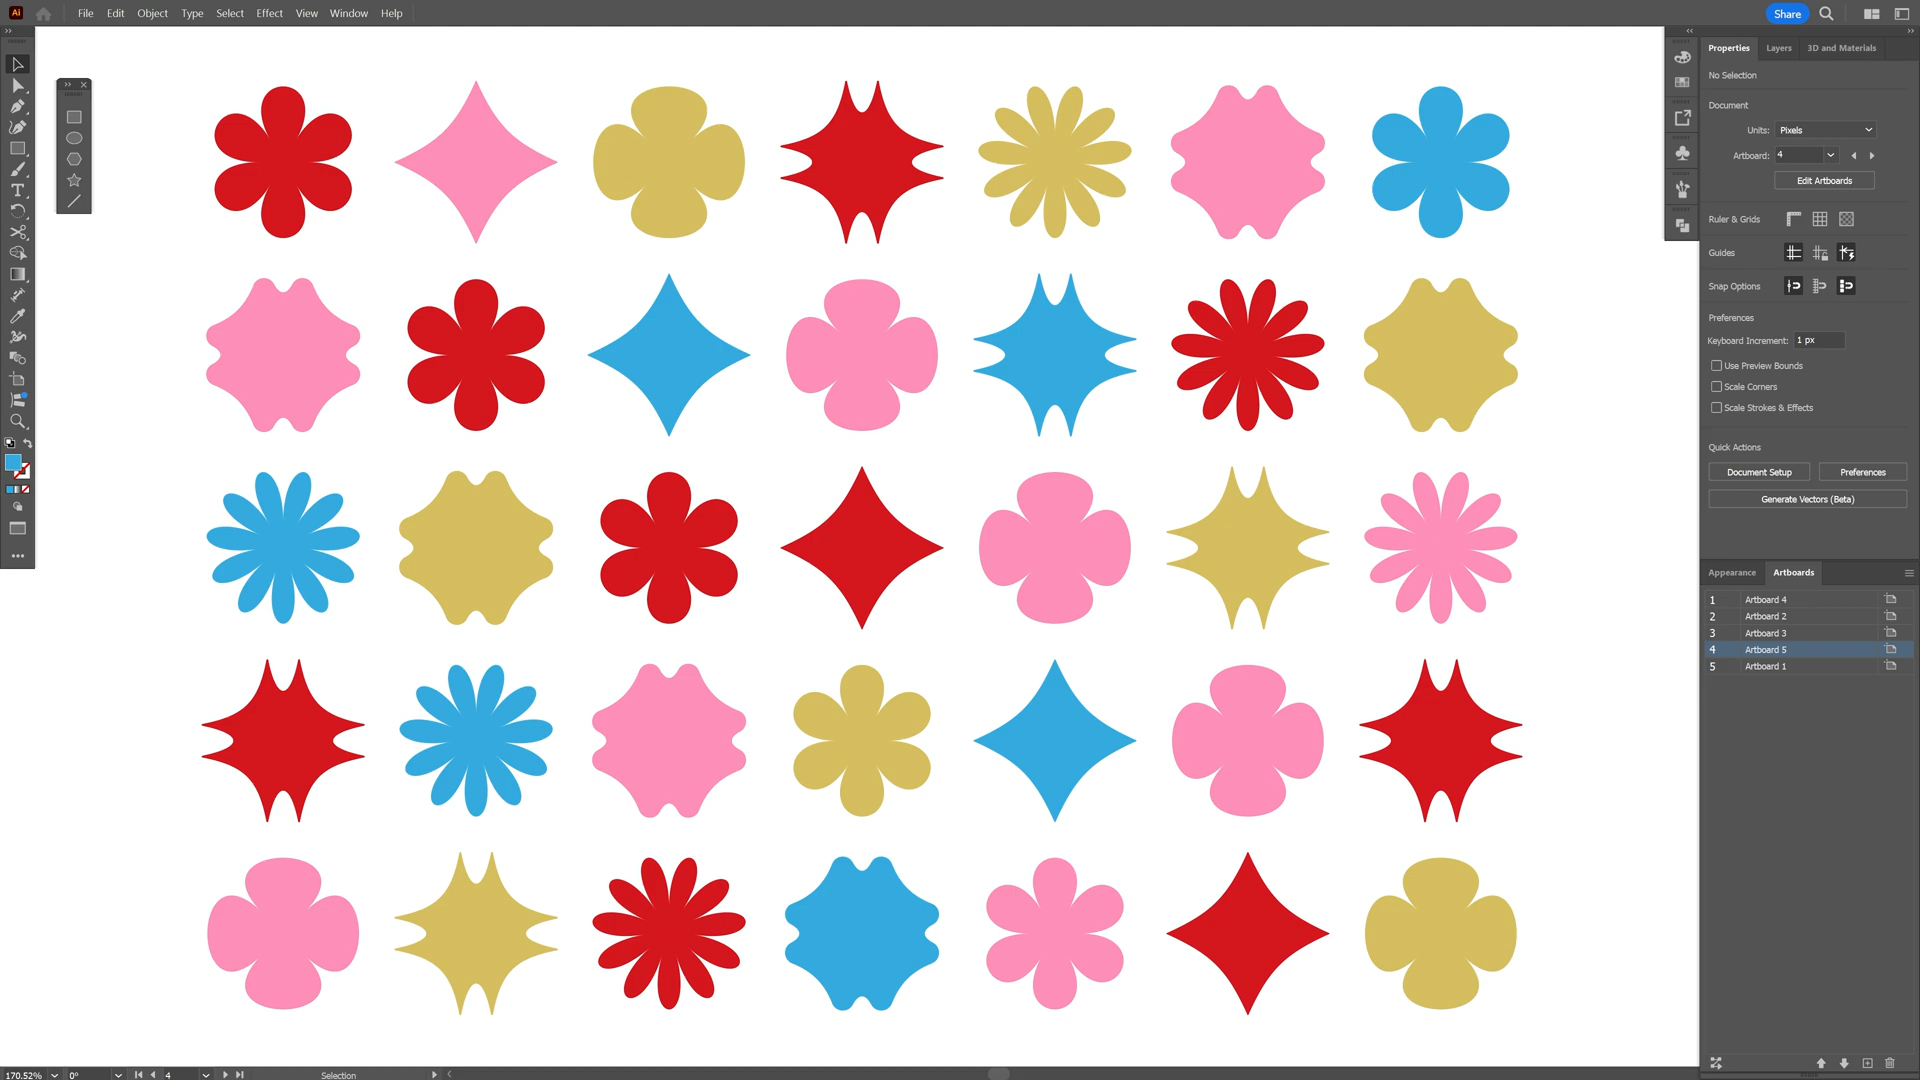 Ai File Edit Object Type Select Effect View Window Help Share
Properties Layers 3D and Materials
No Selection
Document
Units: Pixels
Artboard: 4
Edit Artboards
Ruler & Grids
Guides
Snap Options
Preferences
Keyboard Increment: 1 px
Use Preview Bounds
Scale Corners
Scale Strokes & Effects
Quick Actions
Document Setup Preferences
Generate Vectors (Beta)
Appearance Artboards
1 Artboard 4
2 Artboard 2
3 Artboard 3
4 Artboard 5
5 Artboard 1
170.52% 0° 4 Selection